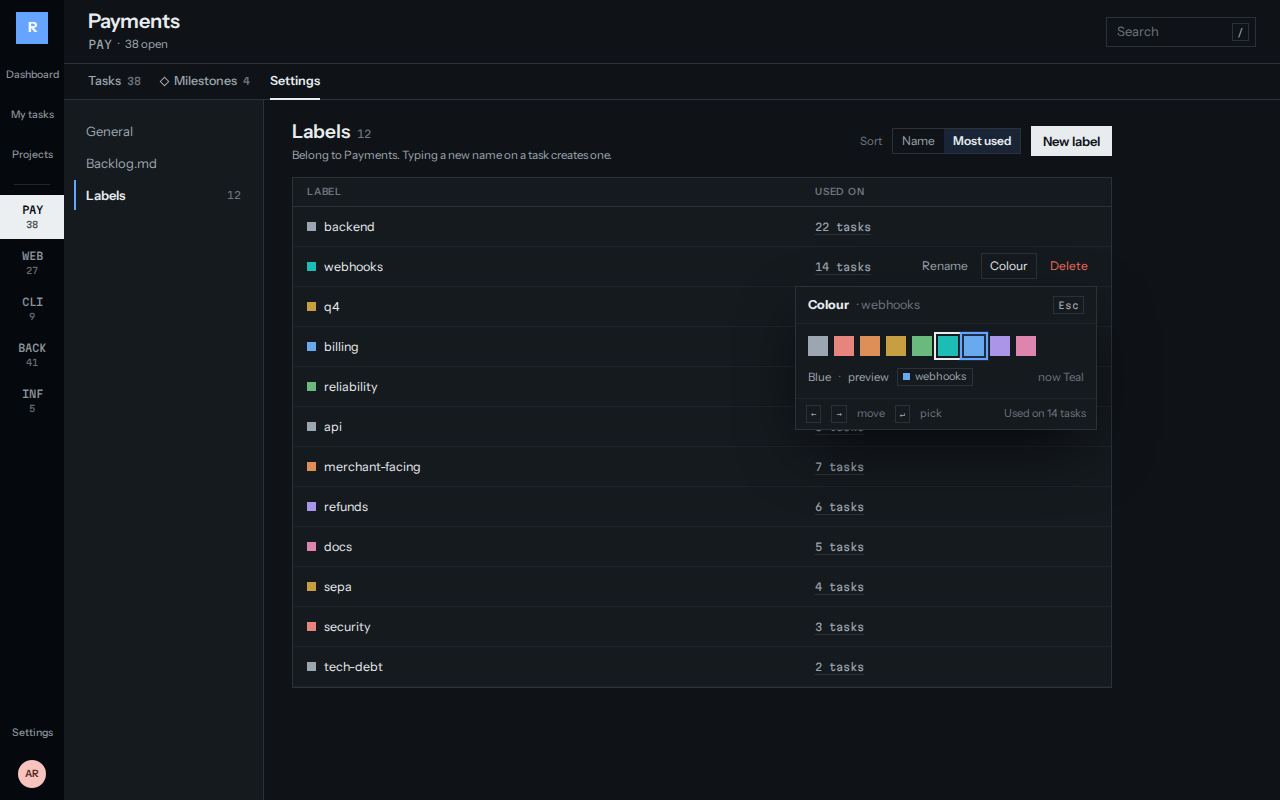 R
Dashboard
My tasks
Projects
PAY
38
WEB
27
CLI
9
BACK
41
INF
5
Settings
AR
Payments
PAY · 38 open
Search /
Tasks 38 ◇ Milestones 4 Settings
General
Backlog.md
Labels 12
Labels 12
Belong to Payments. Typing a new name on a task creates one.
Sort Name Most used New label
LABEL USED ON
backend 22 tasks
webhooks 14 tasks Rename Colour Delete
q4
billing
reliability
api
merchant-facing 7 tasks
refunds 6 tasks
docs 5 tasks
sepa 4 tasks
security 3 tasks
tech-debt 2 tasks
Colour · webhooks Esc
Blue · preview webhooks now Teal
← → move ↵ pick Used on 14 tasks